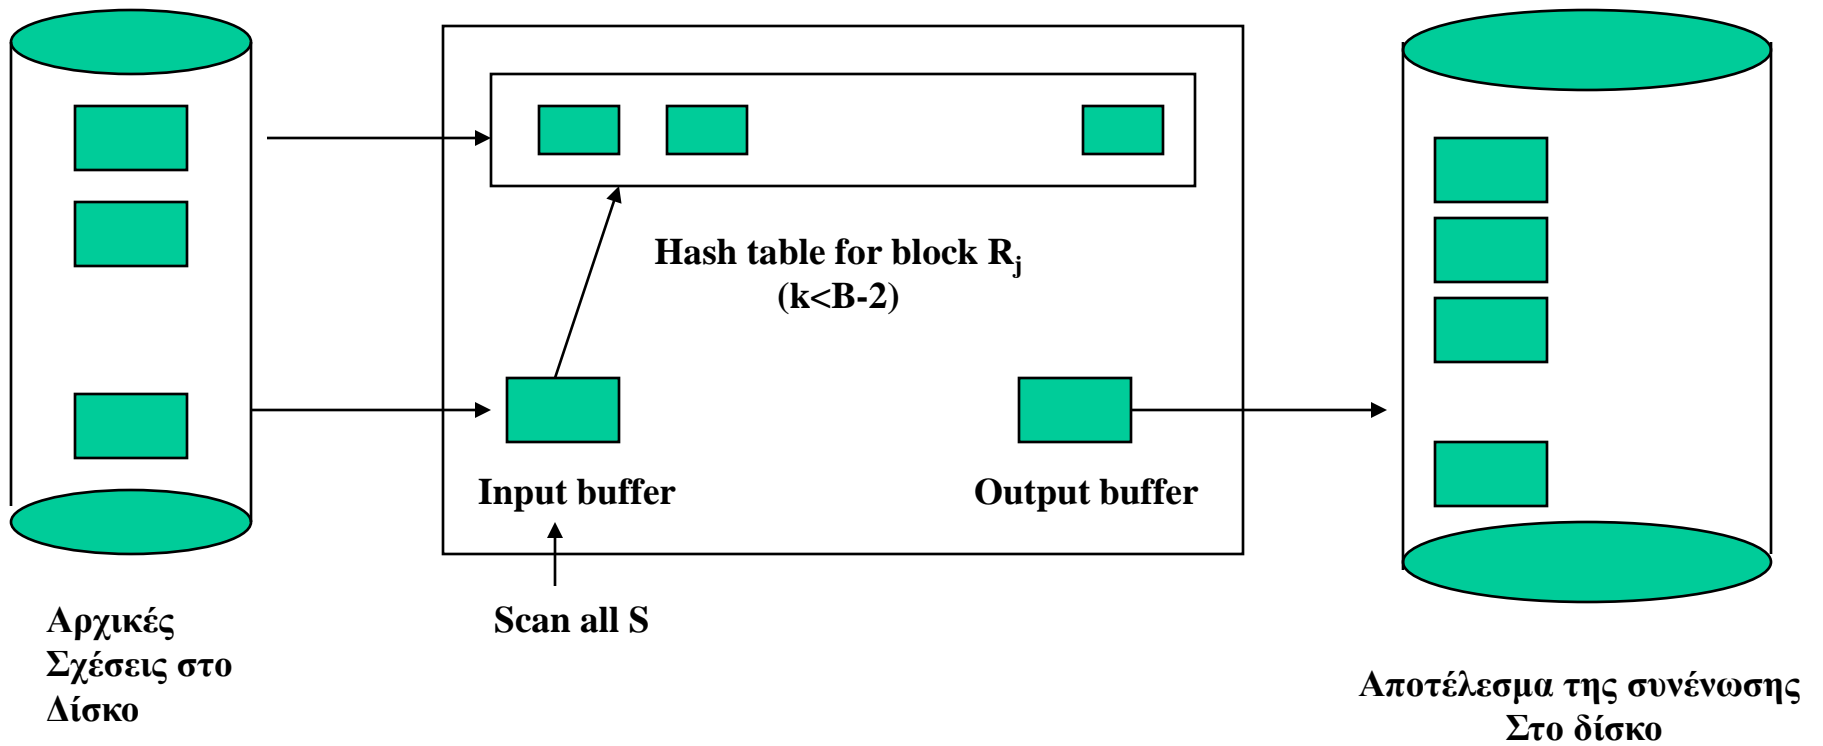 Hash table for block Rj
(k<B-2)
Input buffer
Output buffer
Scan all S
Αρχικές
Σχέσεις στο
Δίσκο
Αποτέλεσμα της συνένωσης
Στο δίσκο